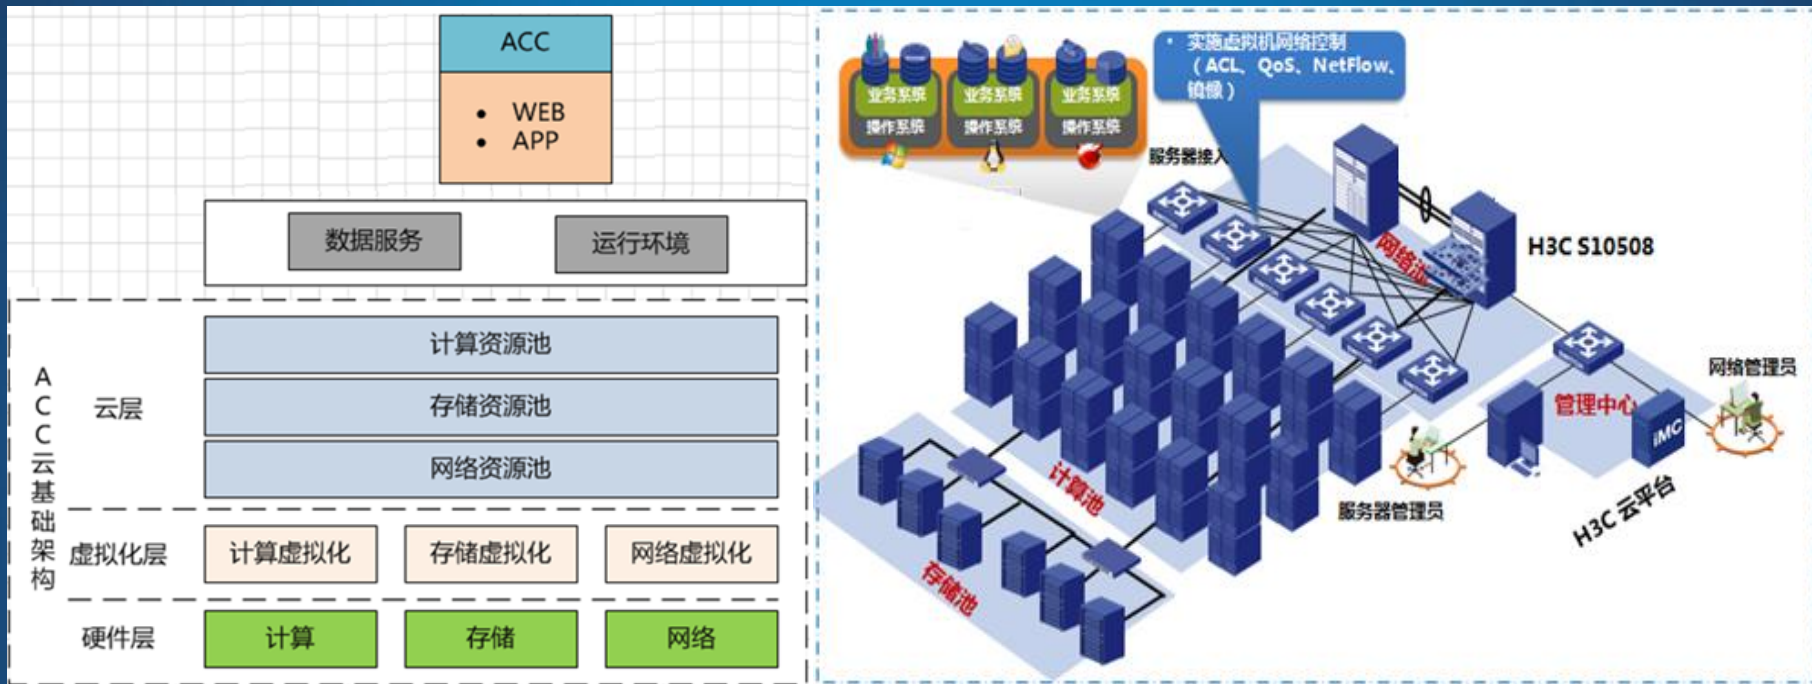 ACC
• WEB
• APP
数据服务
运行环境
ACC云基础架构
云层
计算资源池
存储资源池
网络资源池
虚拟化层
计算虚拟化
存储虚拟化
网络虚拟化
硬件层
计算
存储
网络
业务系统
业务系统
业务系统
操作系统
操作系统
操作系统
• 实施虚拟机网络控制
（ACL、QoS、NetFlow、
镜像）
服务器接入
网络池
H3C S10508
网络管理员
管理中心
iMC
计算池
服务器管理员
H3C 云平台
存储池